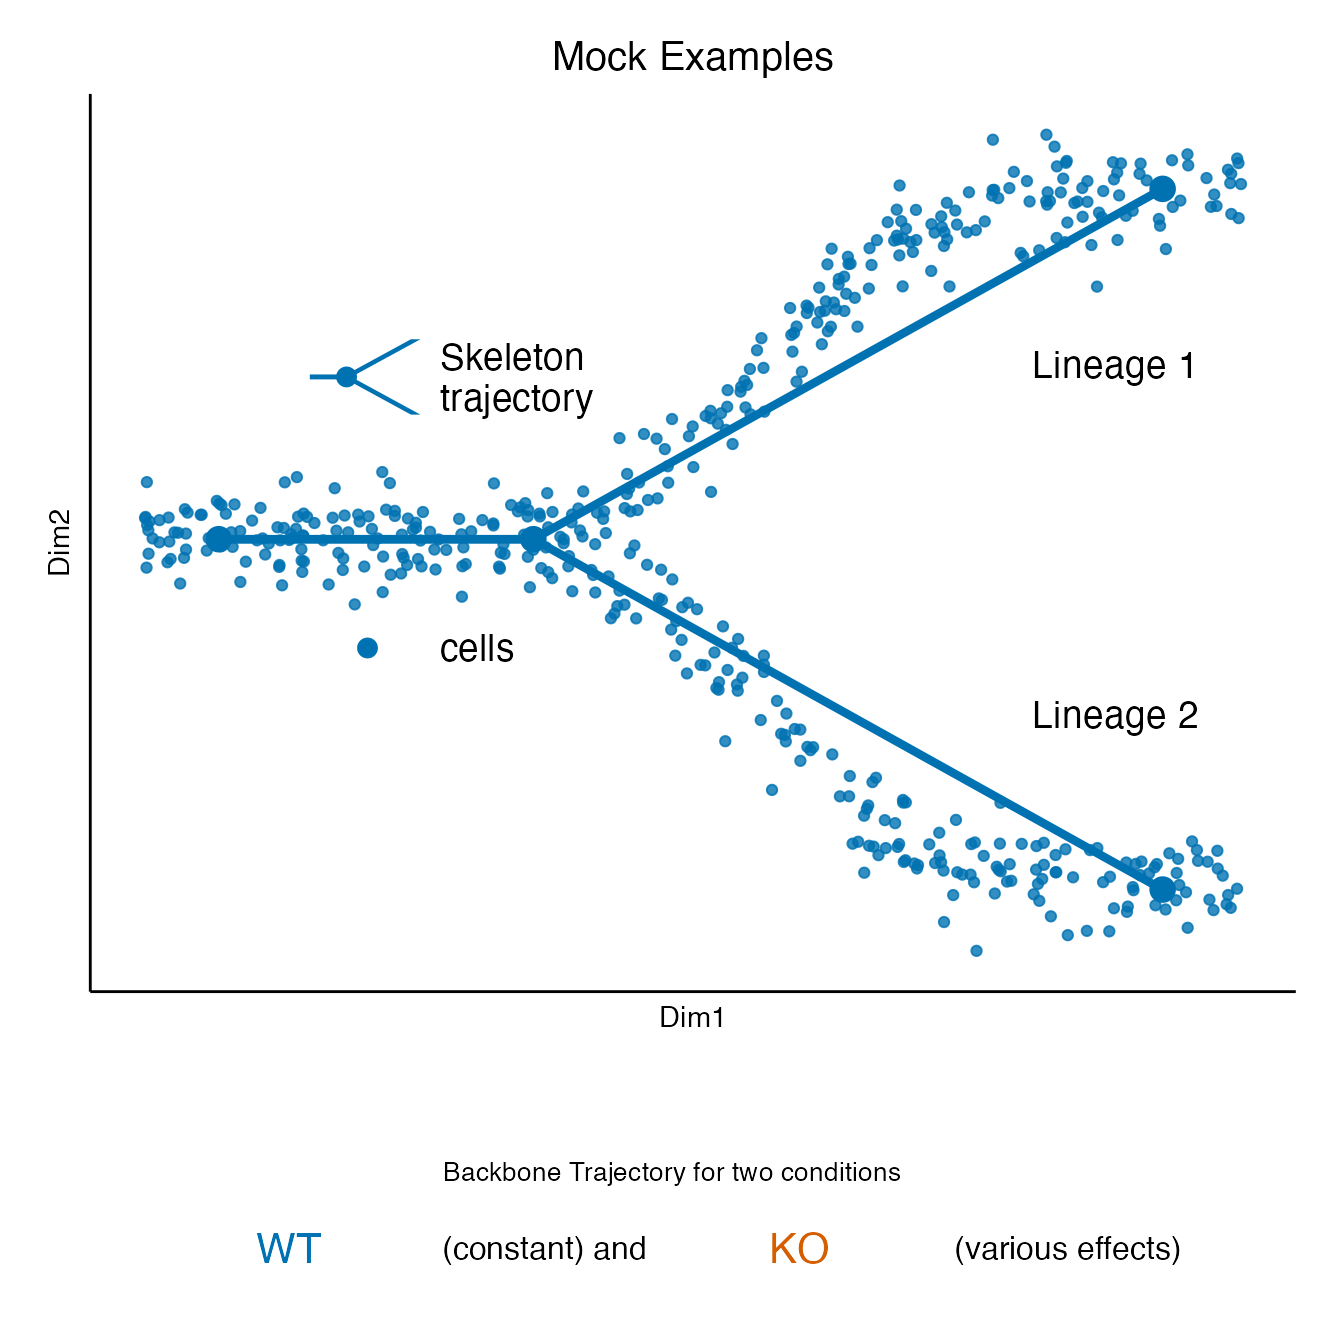 Mock Examples
Skeleton
trajectory
Lineage 1
Dim2
cells
Lineage 2
Dim1
Backbone Trajectory for two conditions
WT (constant) and KO (various effects)